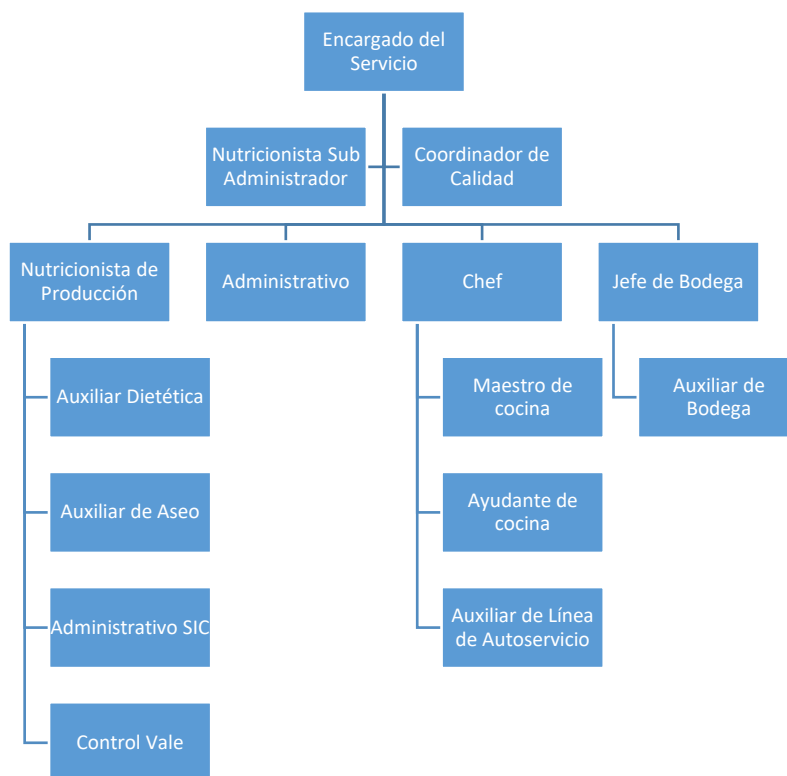 Encargado del
Servicio
Nutricionista Sub
Administrador
Coordinador de
Calidad
Nutricionista de
Producción
Administrativo
Chef
Jefe de Bodega
Auxiliar Dietética
Maestro de
cocina
Auxiliar de
Bodega
Auxiliar de Aseo
Ayudante de
cocina
Administrativo SIC
Auxiliar de Línea
de Autoservicio
Control Vale